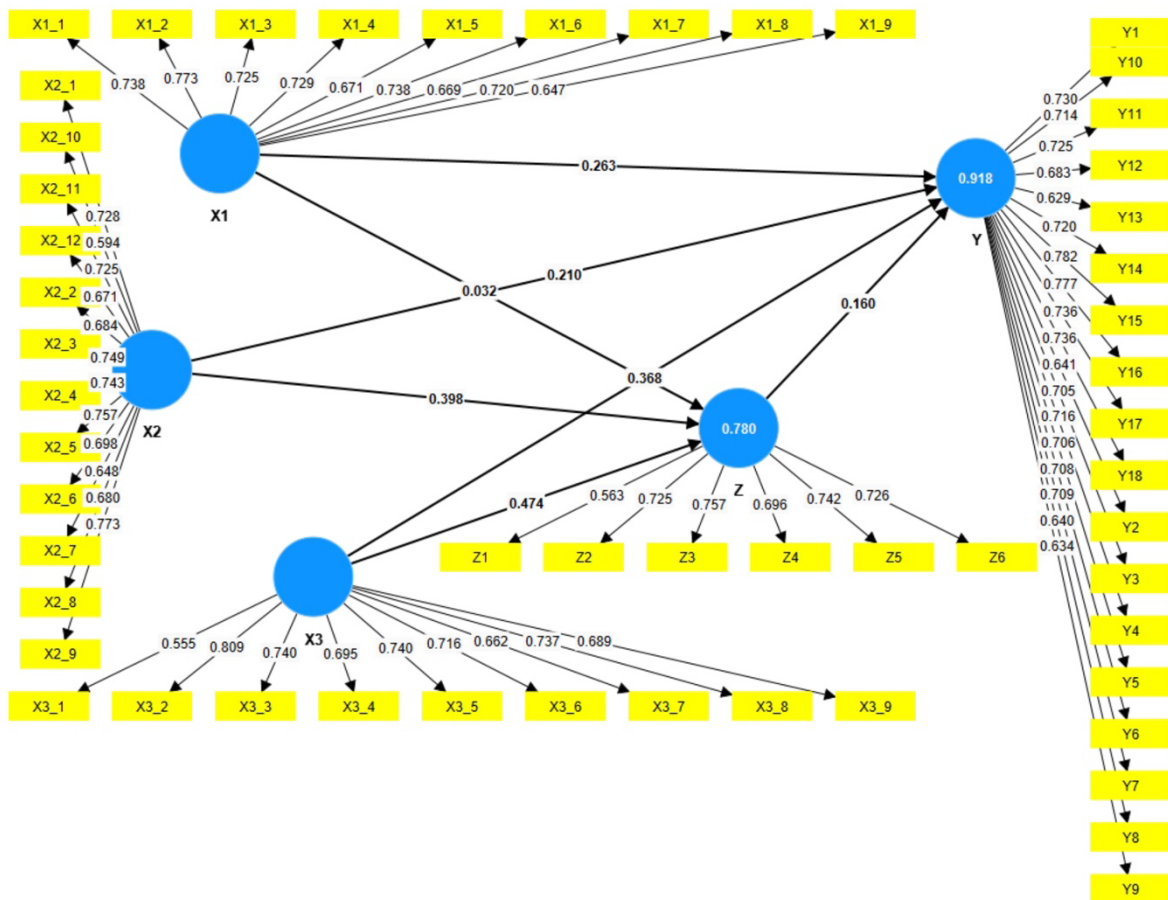 X1_1 X1_2 X1_3 X1_4 X1_5 X1_6 X1_7 X1_8 X1_9
0.738 0.773 0.725 0.729 0.671 0.738 0.669 0.720 0.647
X1
X2_1
X2_10
X2_11
X2_12
X2_2
X2_3
X2_4
X2_5
X2_6
X2_7
X2_8
X2_9
0.728
0.594
0.725
0.671
0.684
0.749
0.743
0.757
0.698
0.648
0.680
0.773
X2
0.263
0.210
0.032
0.160
0.368
0.398
0.474
0.918
Y
0.780
Z
0.563 0.725 0.757 0.696 0.742 0.726
Z1 Z2 Z3 Z4 Z5 Z6
X3
0.555 0.809 0.740 0.695 0.740 0.716 0.662 0.737 0.689
X3_1 X3_2 X3_3 X3_4 X3_5 X3_6 X3_7 X3_8 X3_9
0.730
0.714
0.725
0.683
0.629
0.720
0.782
0.777
0.736
0.736
0.641
0.705
0.716
0.706
0.708
0.709
0.640
0.634
Y1
Y10
Y11
Y12
Y13
Y14
Y15
Y16
Y17
Y18
Y2
Y3
Y4
Y5
Y6
Y7
Y8
Y9